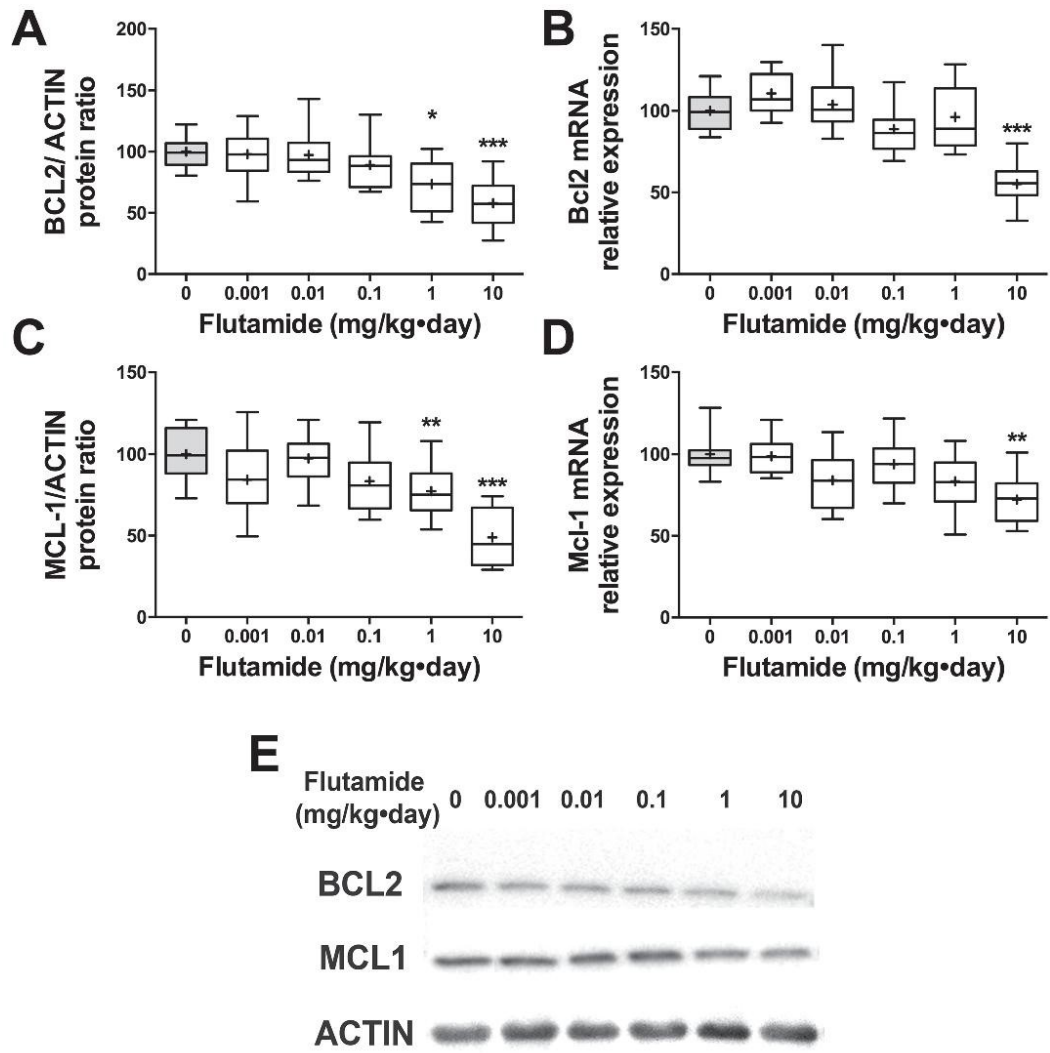 A
BCL2/ ACTIN
protein ratio
200
150
100
50
0
*
***
0 0.001 0.01 0.1 1 10
Flutamide (mg/kg•day)
B
Bcl2 mRNA
relative expression
150
100
50
0
***
0 0.001 0.01 0.1 1 10
Flutamide (mg/kg•day)
C
MCL-1/ACTIN
protein ratio
150
100
50
0
**
***
0 0.001 0.01 0.1 1 10
Flutamide (mg/kg•day)
D
Mcl-1 mRNA
relative expression
150
100
50
0
**
0 0.001 0.01 0.1 1 10
Flutamide (mg/kg•day)
E
Flutamide
(mg/kg•day) 0 0.001 0.01 0.1 1 10
BCL2
MCL1
ACTIN